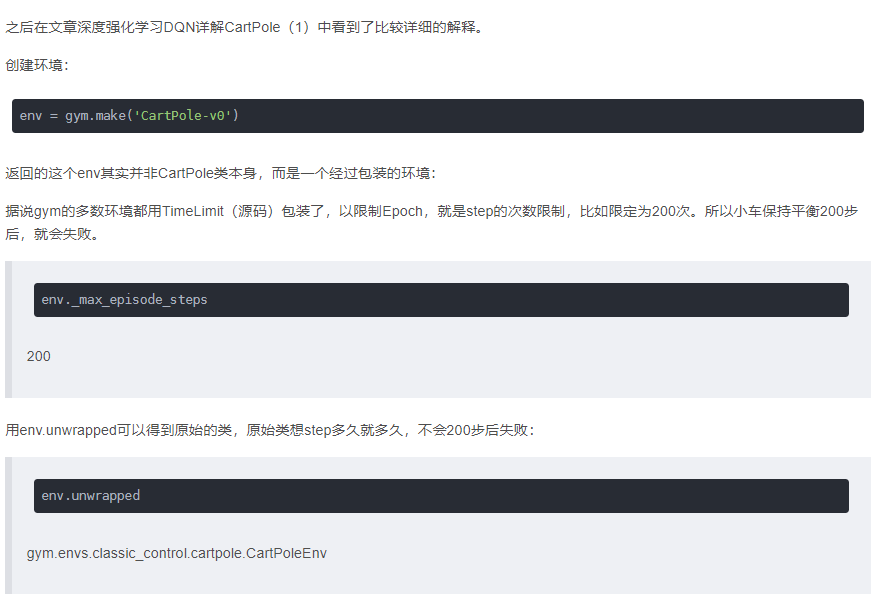 之后在文章深度强化学习DQN详解CartPole（1）中看到了比较详细的解释。
创建环境：
env = gym.make('CartPole-v0')
返回的这个env其实并非CartPole类本身，而是一个经过包装的环境：
据说gym的多数环境都用TimeLimit（源码）包装了，以限制Epoch，就是step的次数限制，比如限定为200次。所以小车保持平衡200步
后，就会失败。
env._max_episode_steps
200
用env.unwrapped可以得到原始的类，原始类想step多久就多久，不会200步后失败：
env.unwrapped
gym.envs.classic_control.cartpole.CartPoleEnv